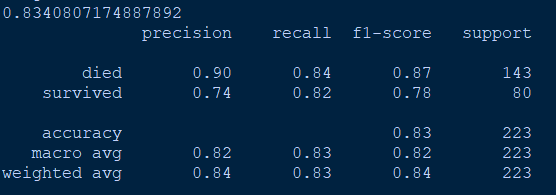 0.8340807174887892
precision recall f1-score support
died 0.90 0.84 0.87 143
survived 0.74 0.82 0.78 80
accuracy 0.83 223
macro avg 0.82 0.83 0.82 223
weighted avg 0.84 0.83 0.84 223